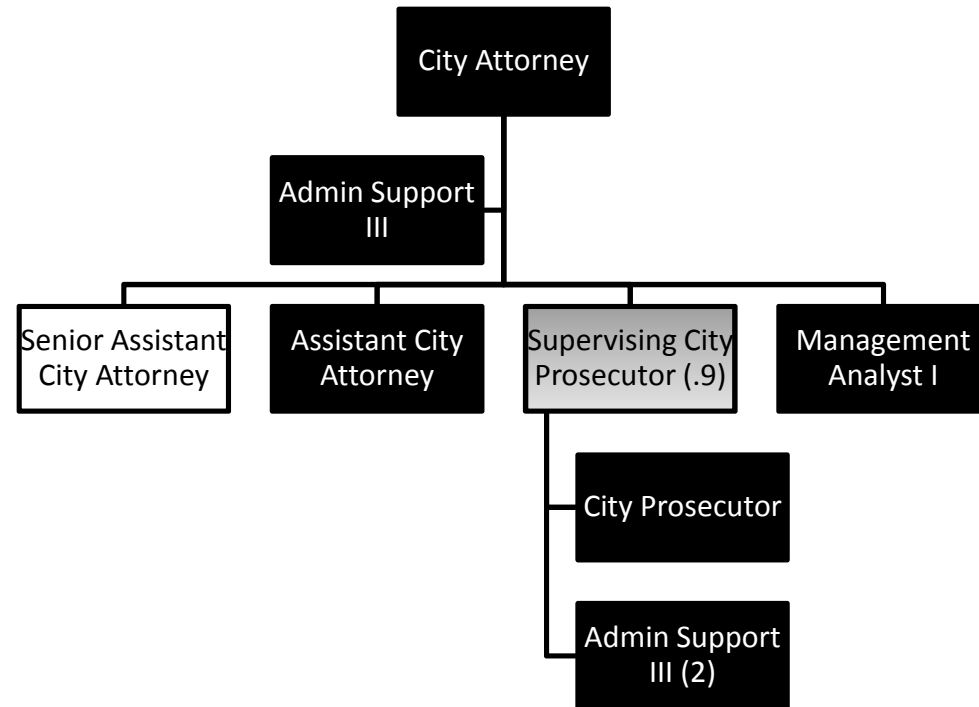 City Attorney
Admin Support
III
Senior Assistant
City Attorney
Assistant City
Attorney
Supervising City
Prosecutor (.9)
Management
Analyst I
City Prosecutor
Admin Support
III (2)